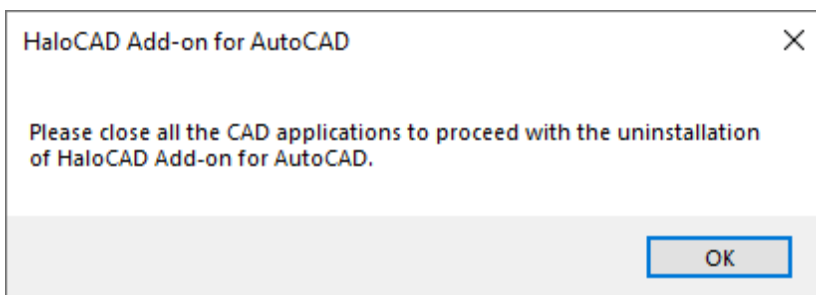 HaloCAD Add-on for AutoCAD
Please close all the CAD applications to proceed with the uninstallation
of HaloCAD Add-on for AutoCAD.
OK